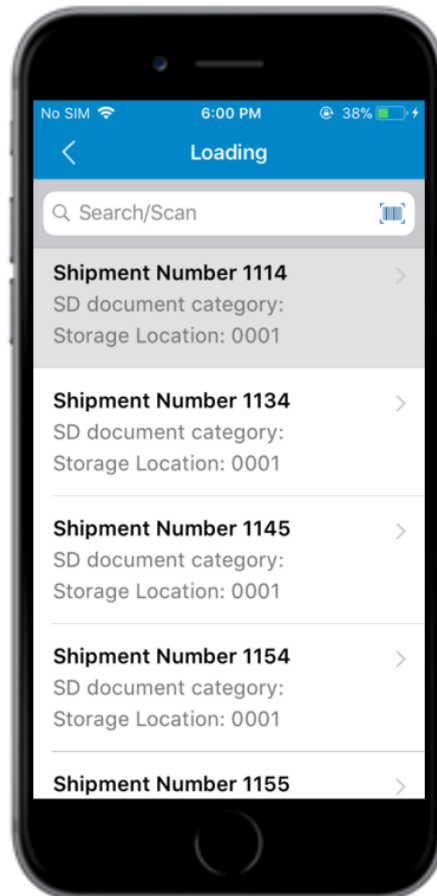 No SIM 6:00 PM 38%
Loading
Search/Scan
Shipment Number 1114
SD document category:
Storage Location: 0001
Shipment Number 1134
SD document category:
Storage Location: 0001
Shipment Number 1145
SD document category:
Storage Location: 0001
Shipment Number 1154
SD document category:
Storage Location: 0001
Shipment Number 1155